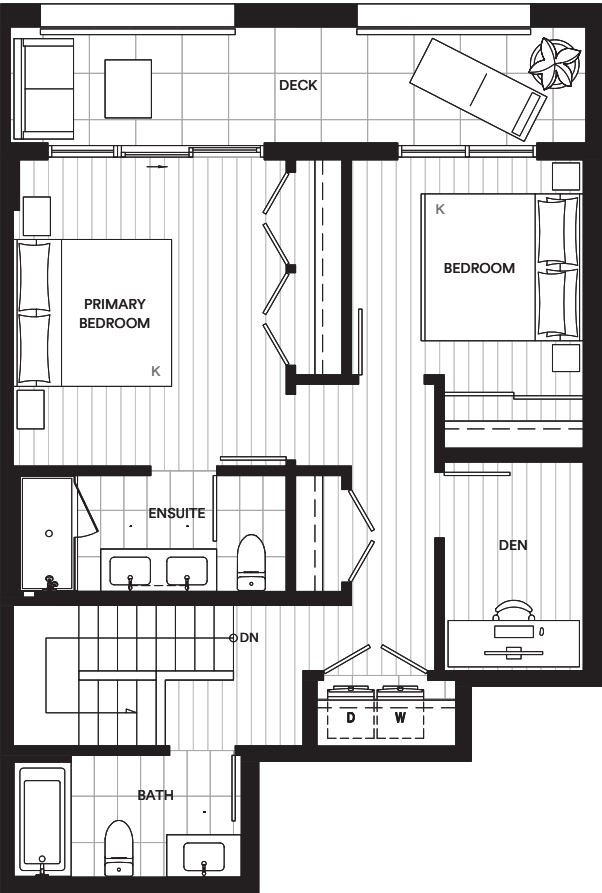 DECK
K
BEDROOM
PRIMARY
BEDROOM
K
ENSUITE
DEN
DN
D W
BATH